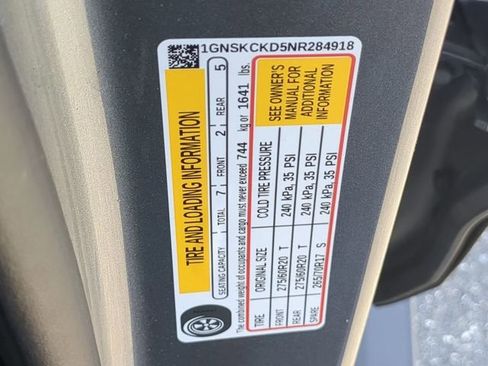 1GNSKCKD5NR284918
TIRE AND LOADING INFORMATION
SEATING CAPACITY TOTAL 7 FRONT 2 REAR 5
The combined weight of occupants and cargo must never exceed 744 kg or 1641 lbs.
TIRE ORIGINAL SIZE COLD TIRE PRESSURE
FRONT 275/60R20 T 240 kPa, 35 PSI
REAR 275/60R20 T 240 kPa, 35 PSI
SPARE 265/70R17 S 240 kPa, 35 PSI
SEE OWNER'S
MANUAL FOR
ADDITIONAL
INFORMATION